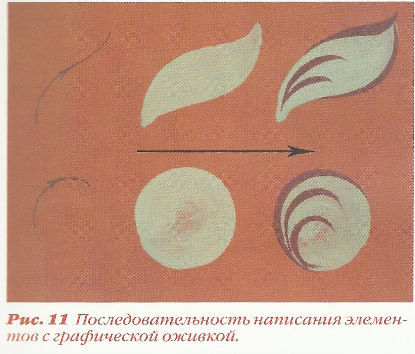 Рис. 11 Последовательность написания элемен-
тов с графической оживкой.